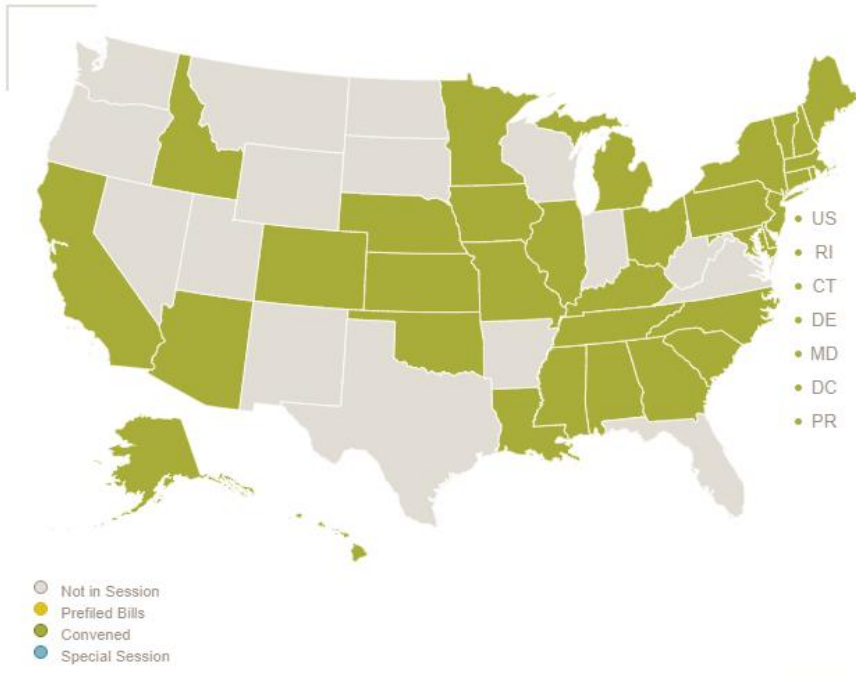 US
RI
CT
DE
MD
DC
PR
Not in Session
Prefiled Bills
Convened
Special Session